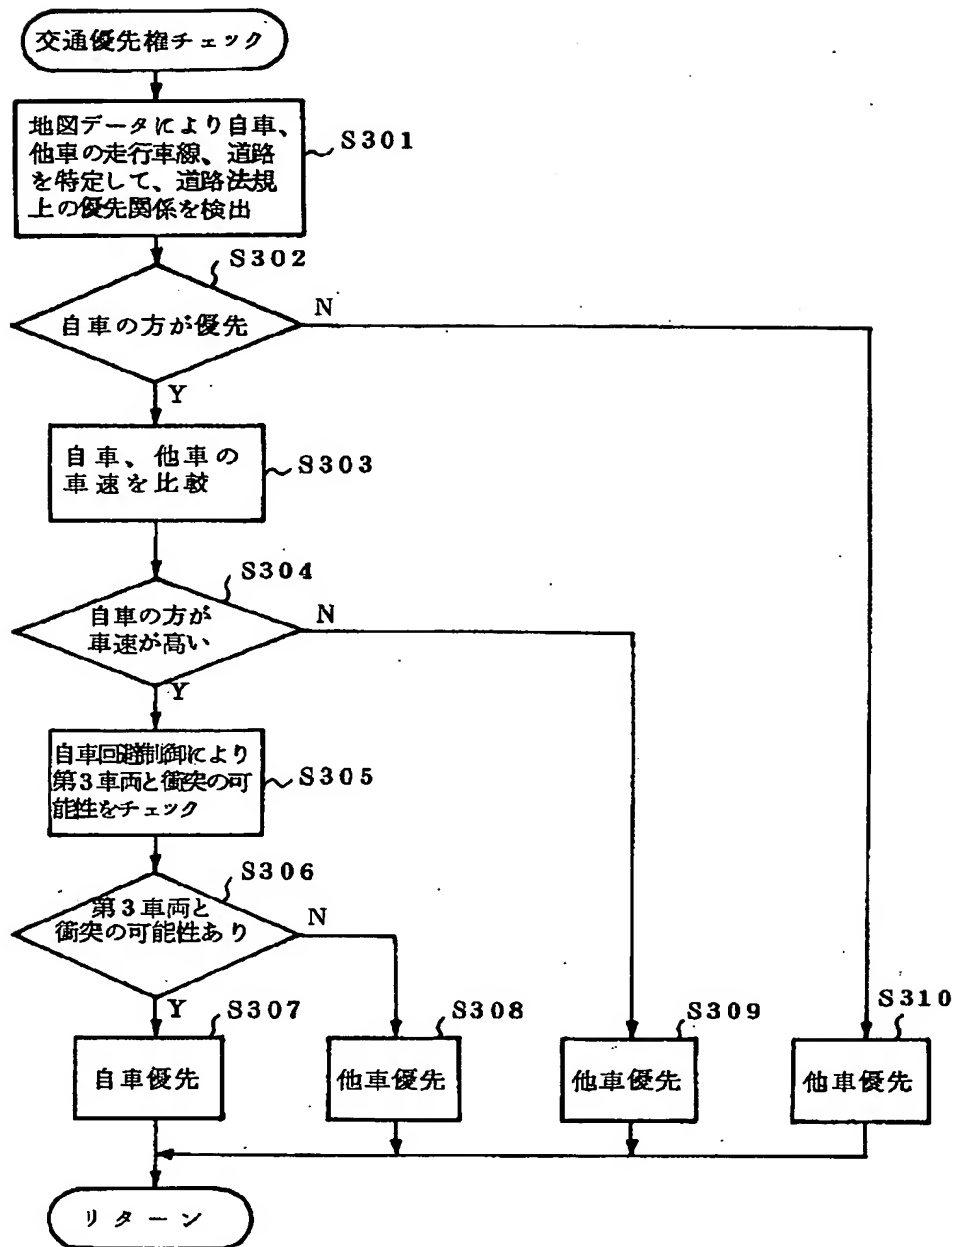 交通優先権チェック
地図データにより自車、
他車の走行車線、道路
を特定して、道路法規
上の優先関係を検出
S301
S302
自車の方が優先
N
Y
自車、他車の
車速を比較
S303
S304
自車の方が
車速が高い
N
Y
自車回避制御により
第3車両と衝突の可
能性をチェック
S305
S306
第3車両と
衝突の可能性あり
N
Y
S307
自車優先
S308
他車優先
S309
他車優先
S310
他車優先
リターン